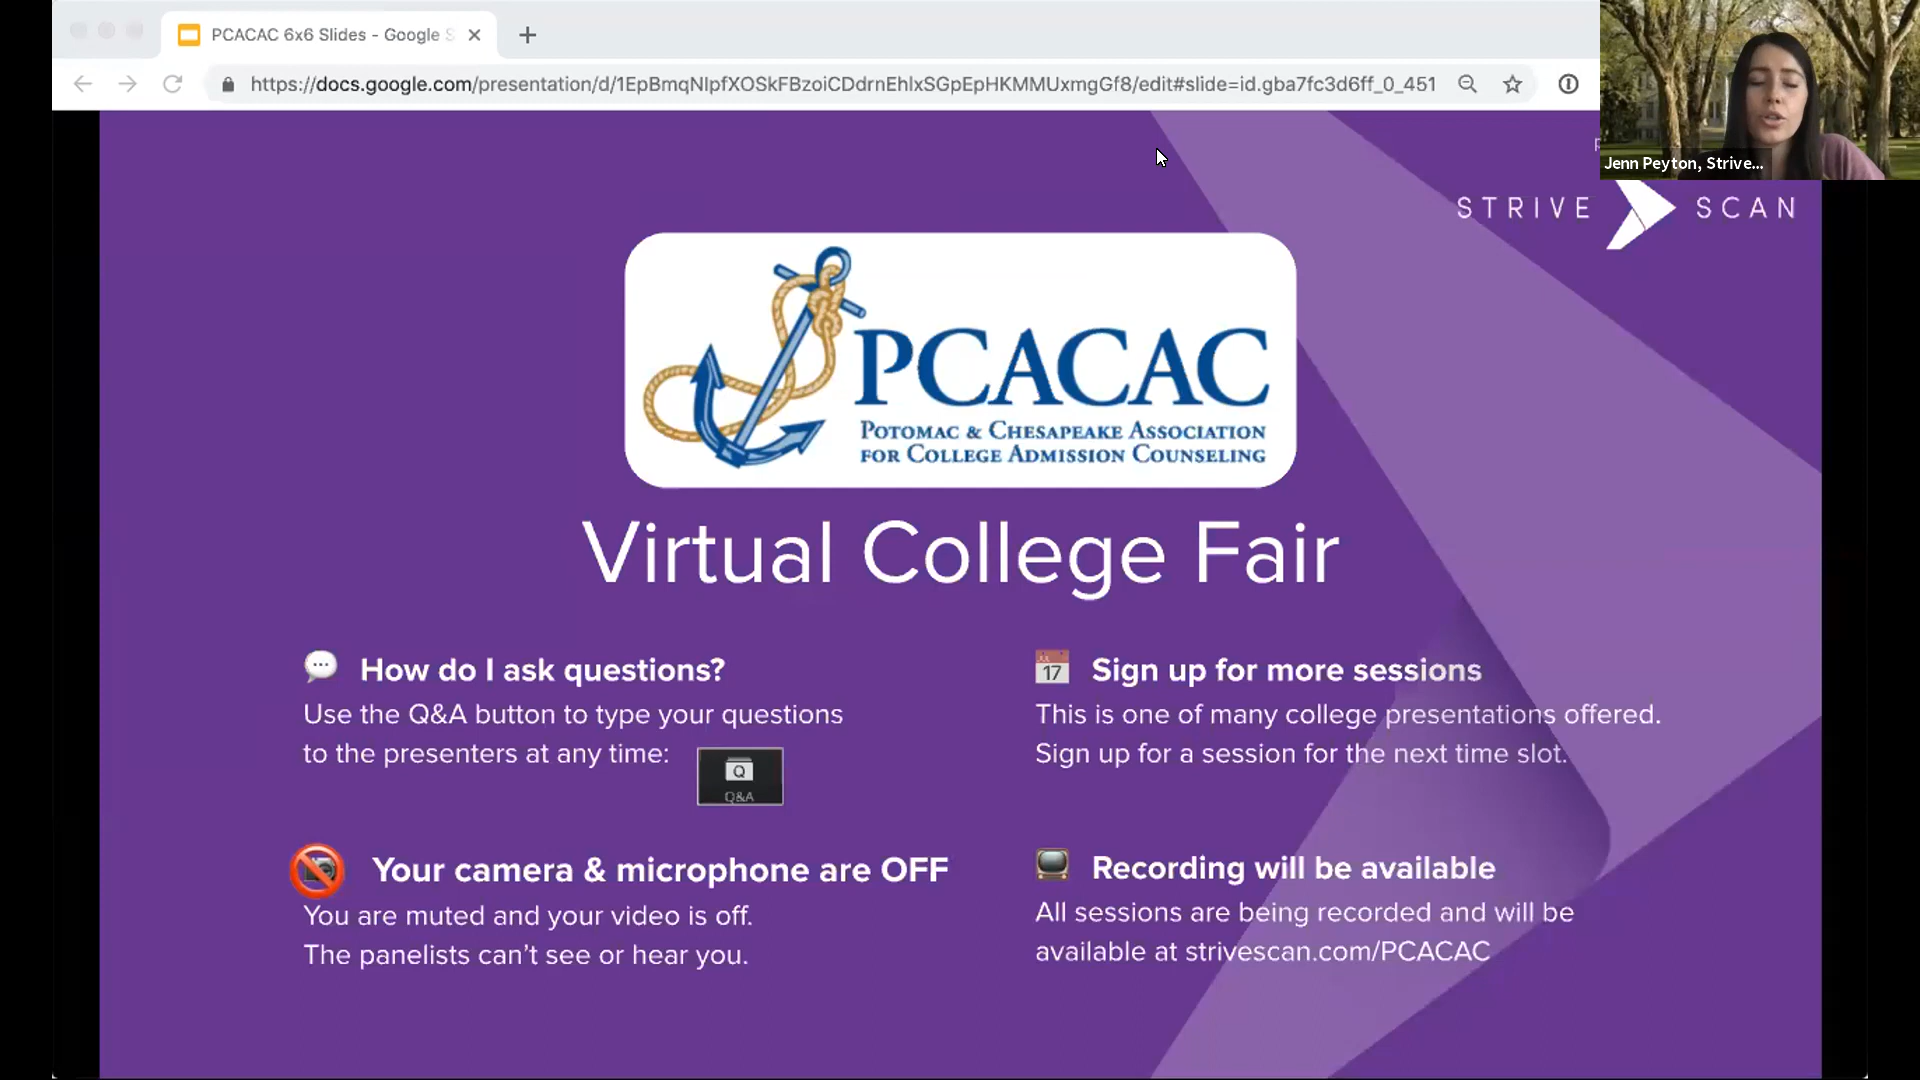 PCACAC 6x6 Slides - Google S
https://docs.google.com/presentation/d/1EpBmqNlpfXOSkFBzoiCDdrnEhlxSGpEpHKMMUxmgGf8/edit#slide=id.gba7fc3d6ff_0_451
Jenn Peyton, Strive...
STRIVE SCAN
PCACAC
POTOMAC & CHESAPEAKE ASSOCIATION
FOR COLLEGE ADMISSION COUNSELING
Virtual College Fair
How do I ask questions?
Use the Q&A button to type your questions
to the presenters at any time:
Q
Q&A
JUL
17
Sign up for more sessions
This is one of many college presentations offered.
Sign up for a session for the next time slot.
Your camera & microphone are OFF
You are muted and your video is off.
The panelists can't see or hear you.
Recording will be available
All sessions are being recorded and will be
available at strivescan.com/PCACAC